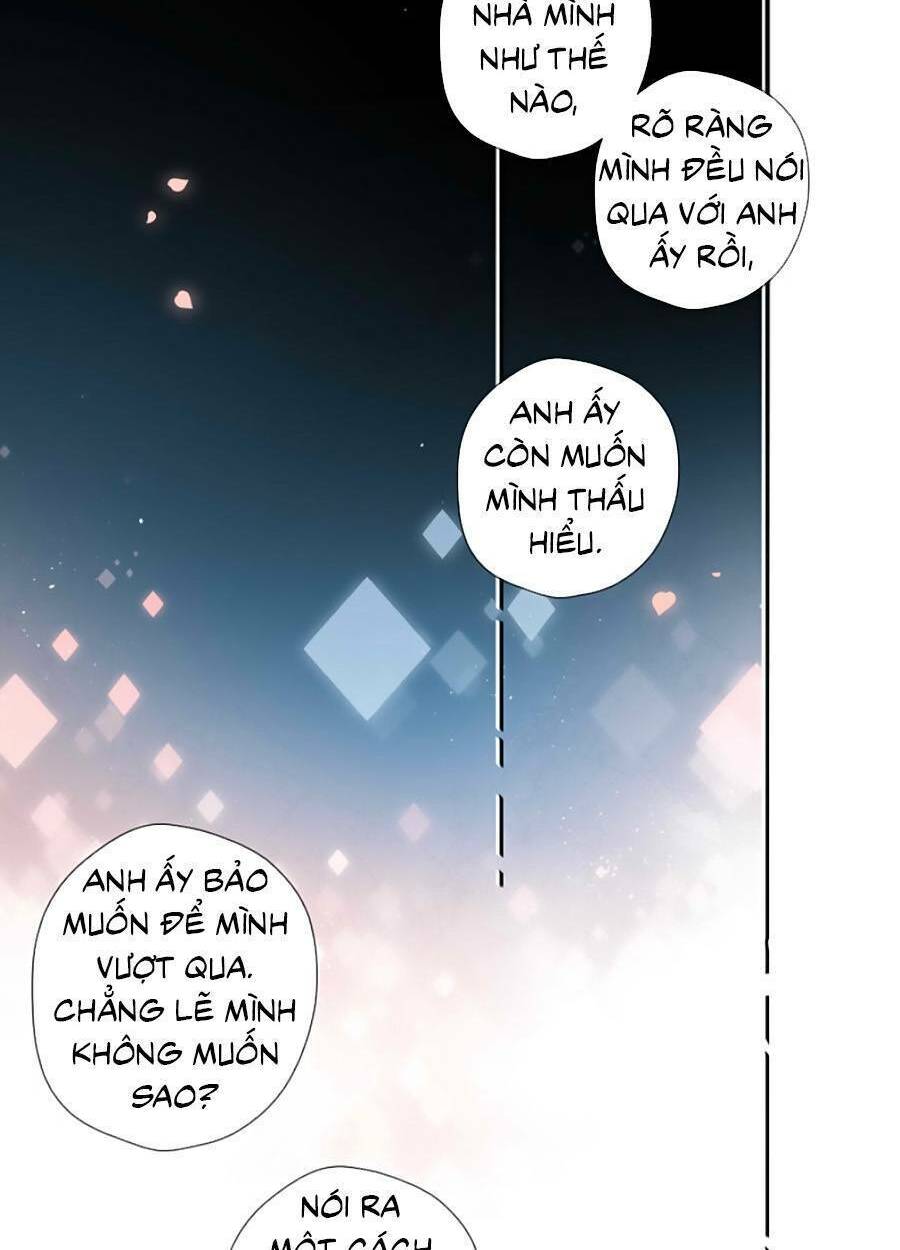 NHÀ MÌNH
NHƯ THẾ
NÀO,
RÕ RÀNG
MÌNH ĐỀU NÓI
QUA VỚI ANH
ẤY RỒI,
ANH ẤY
CÒN MUỐN
MÌNH THẤU
HIỂU.
ANH ẤY BẢO
MUỐN ĐỂ MÌNH
VƯỢT QUA.
CHẲNG LẼ MÌNH
KHÔNG MUỐN
SAO?
NÓI RA
MỘT CÁCH